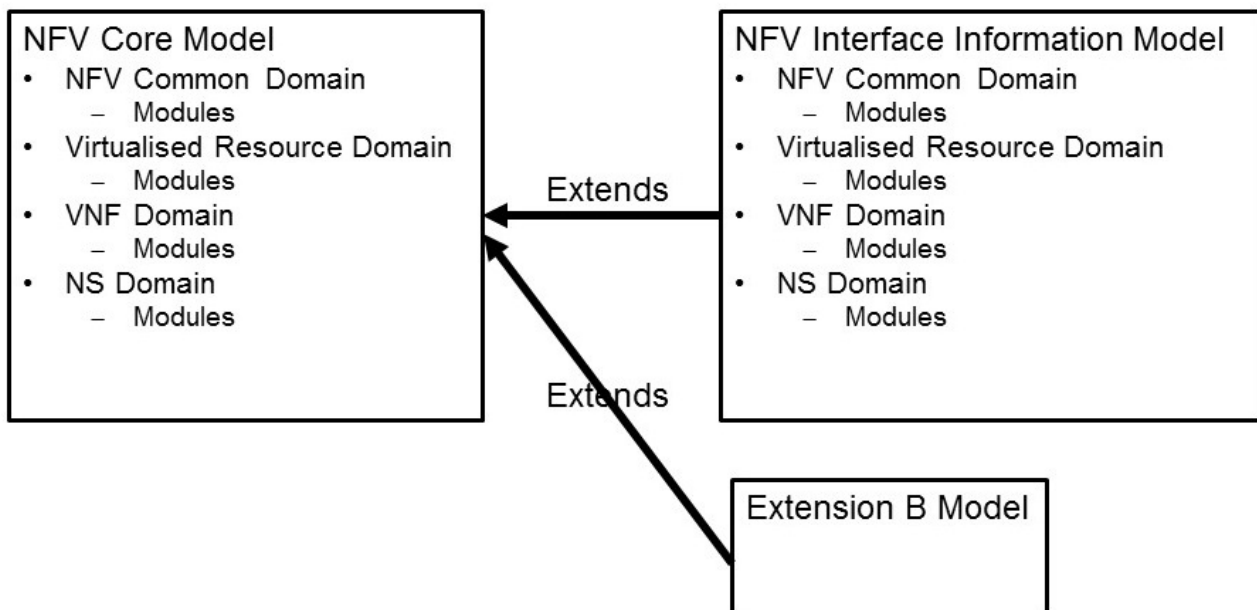 NFV Core Model
• NFV Common Domain
– Modules
• Virtualised Resource Domain
– Modules
• VNF Domain
– Modules
• NS Domain
– Modules
Extends
Extends
NFV Interface Information Model
• NFV Common Domain
– Modules
• Virtualised Resource Domain
– Modules
• VNF Domain
– Modules
• NS Domain
– Modules
Extension B Model